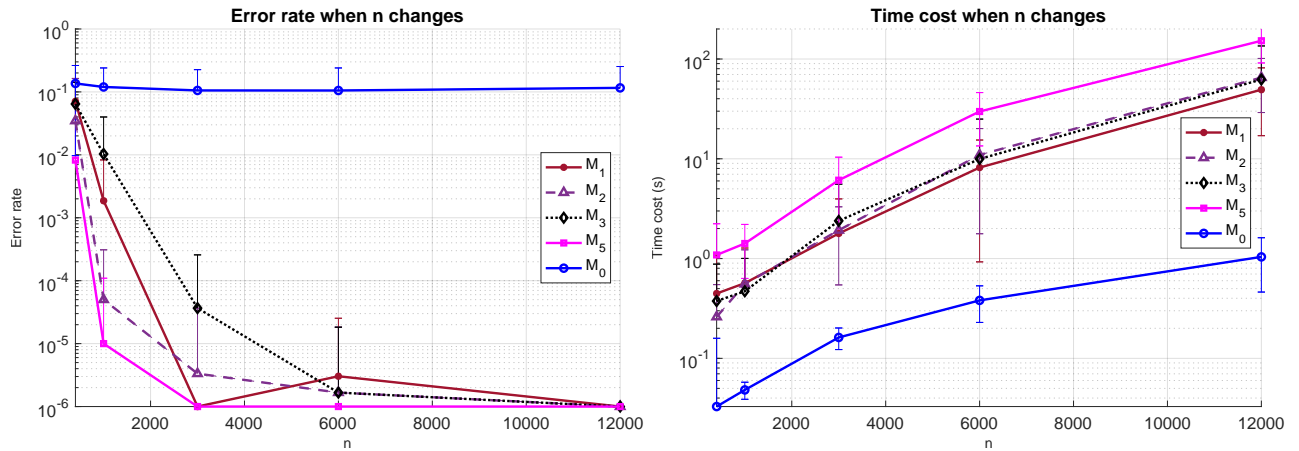 Error rate when n changes
10^0
10^-1
10^-2
10^-3
10^-4
10^-5
10^-6
Error rate
2000 4000 6000 8000 10000 12000
n
M_1
M_2
M_3
M_5
M_0
Time cost when n changes
10^2
10^1
10^0
10^-1
Time cost (s)
2000 4000 6000 8000 10000 12000
n
M_1
M_2
M_3
M_5
M_0